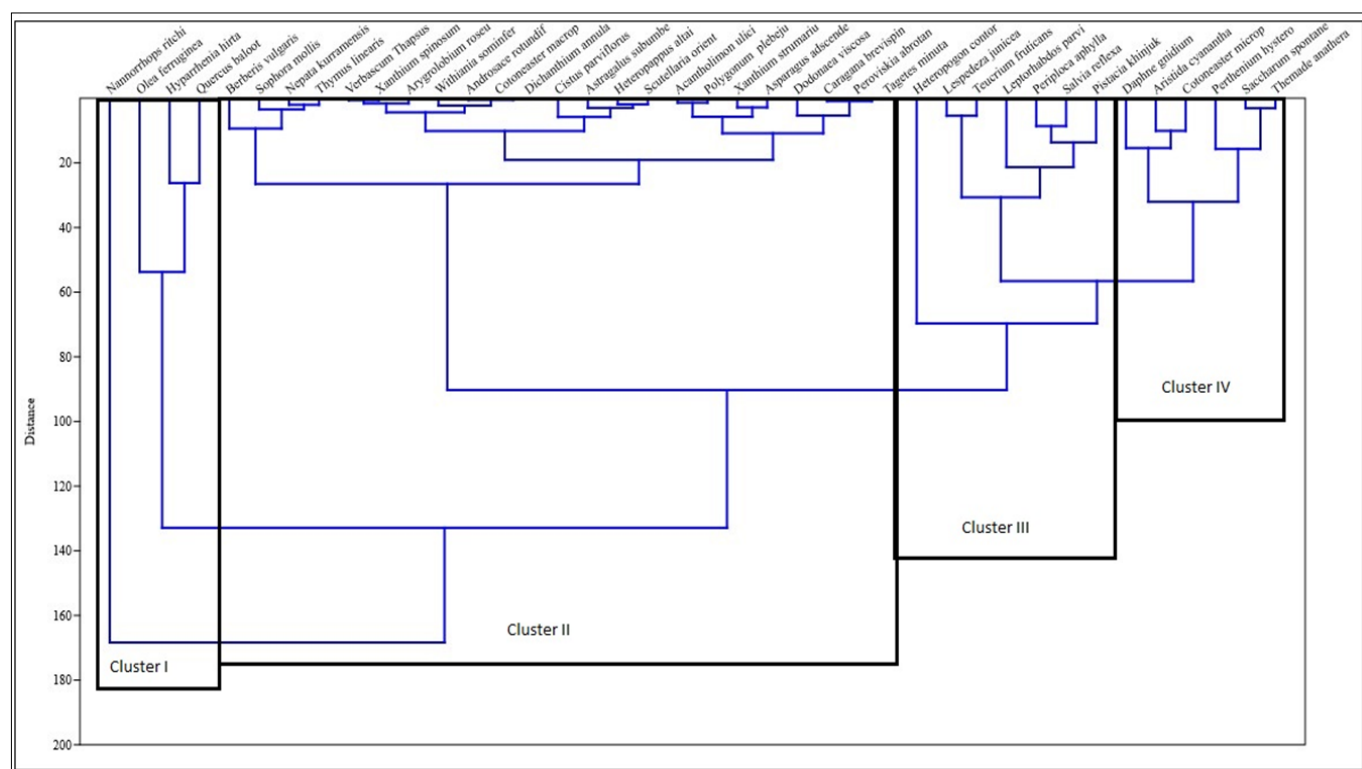 Nannorrhops ritchi
Olea ferruginea
Hyparrhenia hirta
Quercus baloot
Berberis vulgaris
Sophora mollis
Nepata kurramensis
Thymus linearis
Verbascum Thapsus
Xanthium spinosum
Arygrolobium roseu
Withiania sominfer
Androsace rotundif
Cotoneaster macrop
Dichanthium annula
Cistus parviflorus
Astragalus subumbe
Heteropappus altai
Scutellaria orient
Acantholimon ulici
Polygonum plebeju
Xanthium strumariu
Asparagus adscende
Dodonaea viscosa
Caragana brevispin
Peroviskia abrotan
Tagetes minuta
Heteropogon contor
Lespedeza junicea
Teucrium fruticans
Leptorhabdos parvi
Periploca aphylla
Salvia reflexa
Pistacia khinjuk
Daphne gnidium
Aristida cyanantha
Cotoneaster microp
Perthenium hystero
Saccharum spontane
Themade anathera
20
40
60
80
100
120
140
160
180
200
Distance
Cluster I
Cluster II
Cluster III
Cluster IV